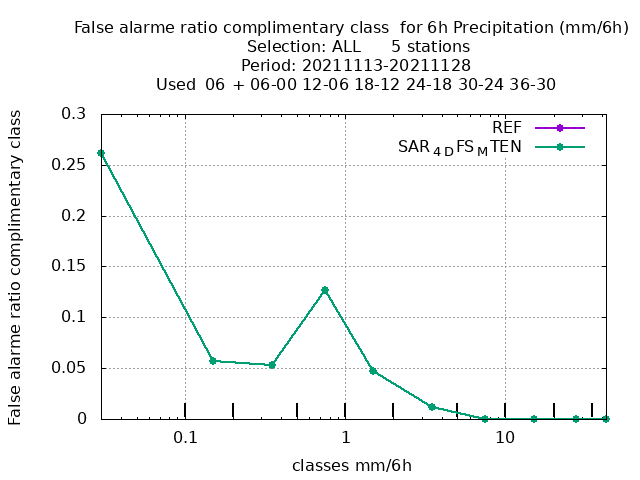 False alarme ratio complimentary class  for 6h Precipitation (mm/6h)
Selection: ALL      5 stations
Period: 20211113-20211128
Used  06 + 06-00 12-06 18-12 24-18 30-24 36-30
False alarme ratio complimentary class
0.3
0.25
0.2
0.15
0.1
0.05
0
REF
SAR4DFSMTEN
0.1
1
10
classes mm/6h